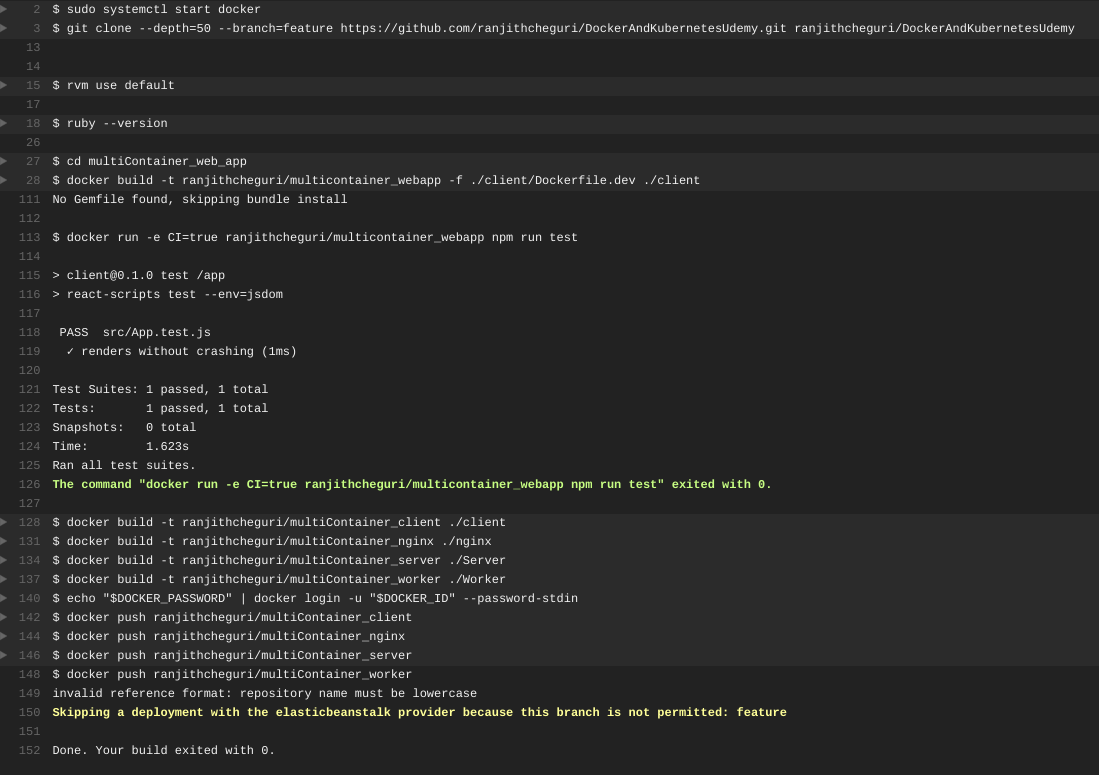 2 $ sudo systemctl start docker
3 $ git clone --depth=50 --branch=feature https://github.com/ranjithcheguri/DockerAndKubernetesUdemy.git ranjithcheguri/DockerAndKubernetesUdemy
13
14
15 $ rvm use default
17
18 $ ruby --version
26
27 $ cd multiContainer_web_app
28 $ docker build -t ranjithcheguri/multicontainer_webapp -f ./client/Dockerfile.dev ./client
111 No Gemfile found, skipping bundle install
112
113 $ docker run -e CI=true ranjithcheguri/multicontainer_webapp npm run test
114
115 > client@0.1.0 test /app
116 > react-scripts test --env=jsdom
117
118 PASS src/App.test.js
119 ✓ renders without crashing (1ms)
120
121 Test Suites: 1 passed, 1 total
122 Tests: 1 passed, 1 total
123 Snapshots: 0 total
124 Time: 1.623s
125 Ran all test suites.
126 The command "docker run -e CI=true ranjithcheguri/multicontainer_webapp npm run test" exited with 0.
127
128 $ docker build -t ranjithcheguri/multiContainer_client ./client
131 $ docker build -t ranjithcheguri/multiContainer_nginx ./nginx
134 $ docker build -t ranjithcheguri/multiContainer_server ./Server
137 $ docker build -t ranjithcheguri/multiContainer_worker ./Worker
140 $ echo "$DOCKER_PASSWORD" | docker login -u "$DOCKER_ID" --password-stdin
142 $ docker push ranjithcheguri/multiContainer_client
144 $ docker push ranjithcheguri/multiContainer_nginx
146 $ docker push ranjithcheguri/multiContainer_server
148 $ docker push ranjithcheguri/multiContainer_worker
149 invalid reference format: repository name must be lowercase
150 Skipping a deployment with the elasticbeanstalk provider because this branch is not permitted: feature
151
152 Done. Your build exited with 0.